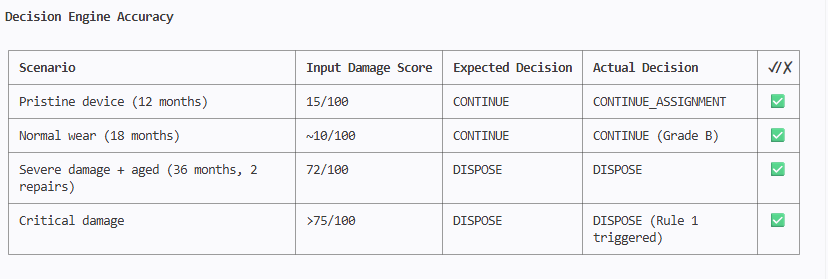 Decision Engine Accuracy
Scenario Input Damage Score Expected Decision Actual Decision ✓/✗
Pristine device (12 months) 15/100 CONTINUE CONTINUE_ASSIGNMENT ✅
Normal wear (18 months) ~10/100 CONTINUE CONTINUE (Grade B) ✅
Severe damage + aged (36 months, 2 72/100 DISPOSE DISPOSE ✅
repairs)
Critical damage >75/100 DISPOSE DISPOSE (Rule 1 ✅
triggered)